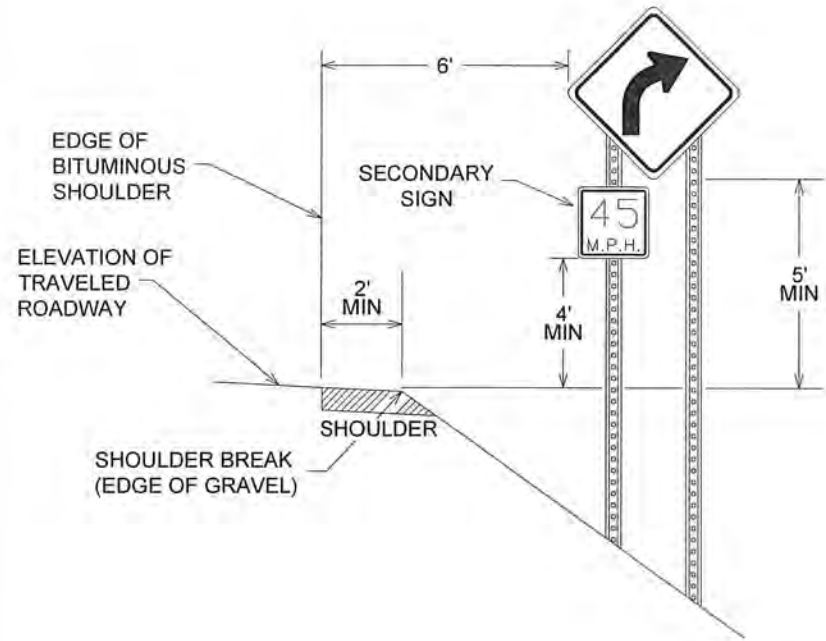 6'
EDGE OF
BITUMINOUS
SHOULDER
SECONDARY
SIGN
45
M.P.H.
ELEVATION OF
TRAVELED
ROADWAY
2'
MIN
4'
MIN
5'
MIN
SHOULDER
SHOULDER BREAK
(EDGE OF GRAVEL)